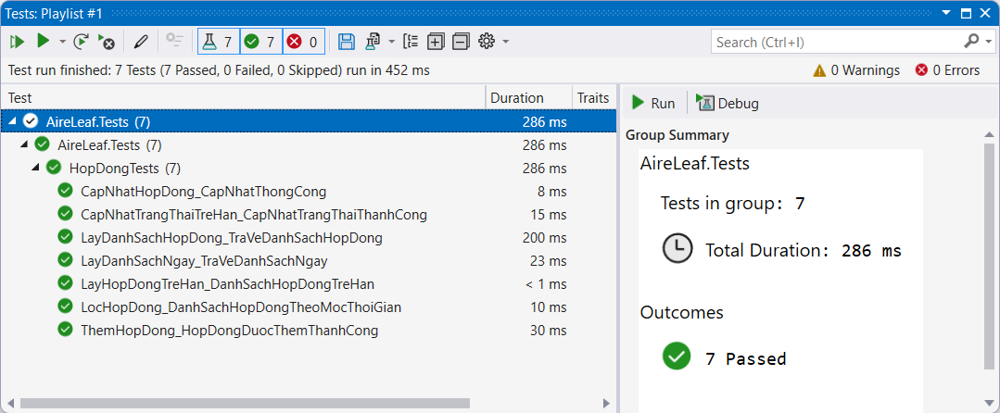 Tests: Playlist #1
7 7 0 Search (Ctrl+I)
Test run finished: 7 Tests (7 Passed, 0 Failed, 0 Skipped) run in 452 ms 0 Warnings 0 Errors
Test Duration Traits
AireLeaf.Tests (7) 286 ms
AireLeaf.Tests (7) 286 ms
HopDongTests (7) 286 ms
CapNhatHopDong_CapNhatThongCong 8 ms
CapNhatTrangThaiTreHan_CapNhatTrangThaiThanhCong 15 ms
LayDanhSachHopDong_TraVeDanhSachHopDong 200 ms
LayDanhSachNgay_TraVeDanhSachNgay 23 ms
LayHopDongTreHan_DanhSachHopDongTreHan < 1 ms
LocHopDong_DanhSachHopDongTheoMocThoiGian 10 ms
ThemHopDong_HopDongDuocThemThanhCong 30 ms
Run Debug
Group Summary
AireLeaf.Tests
Tests in group: 7
Total Duration: 286 ms
Outcomes
7 Passed